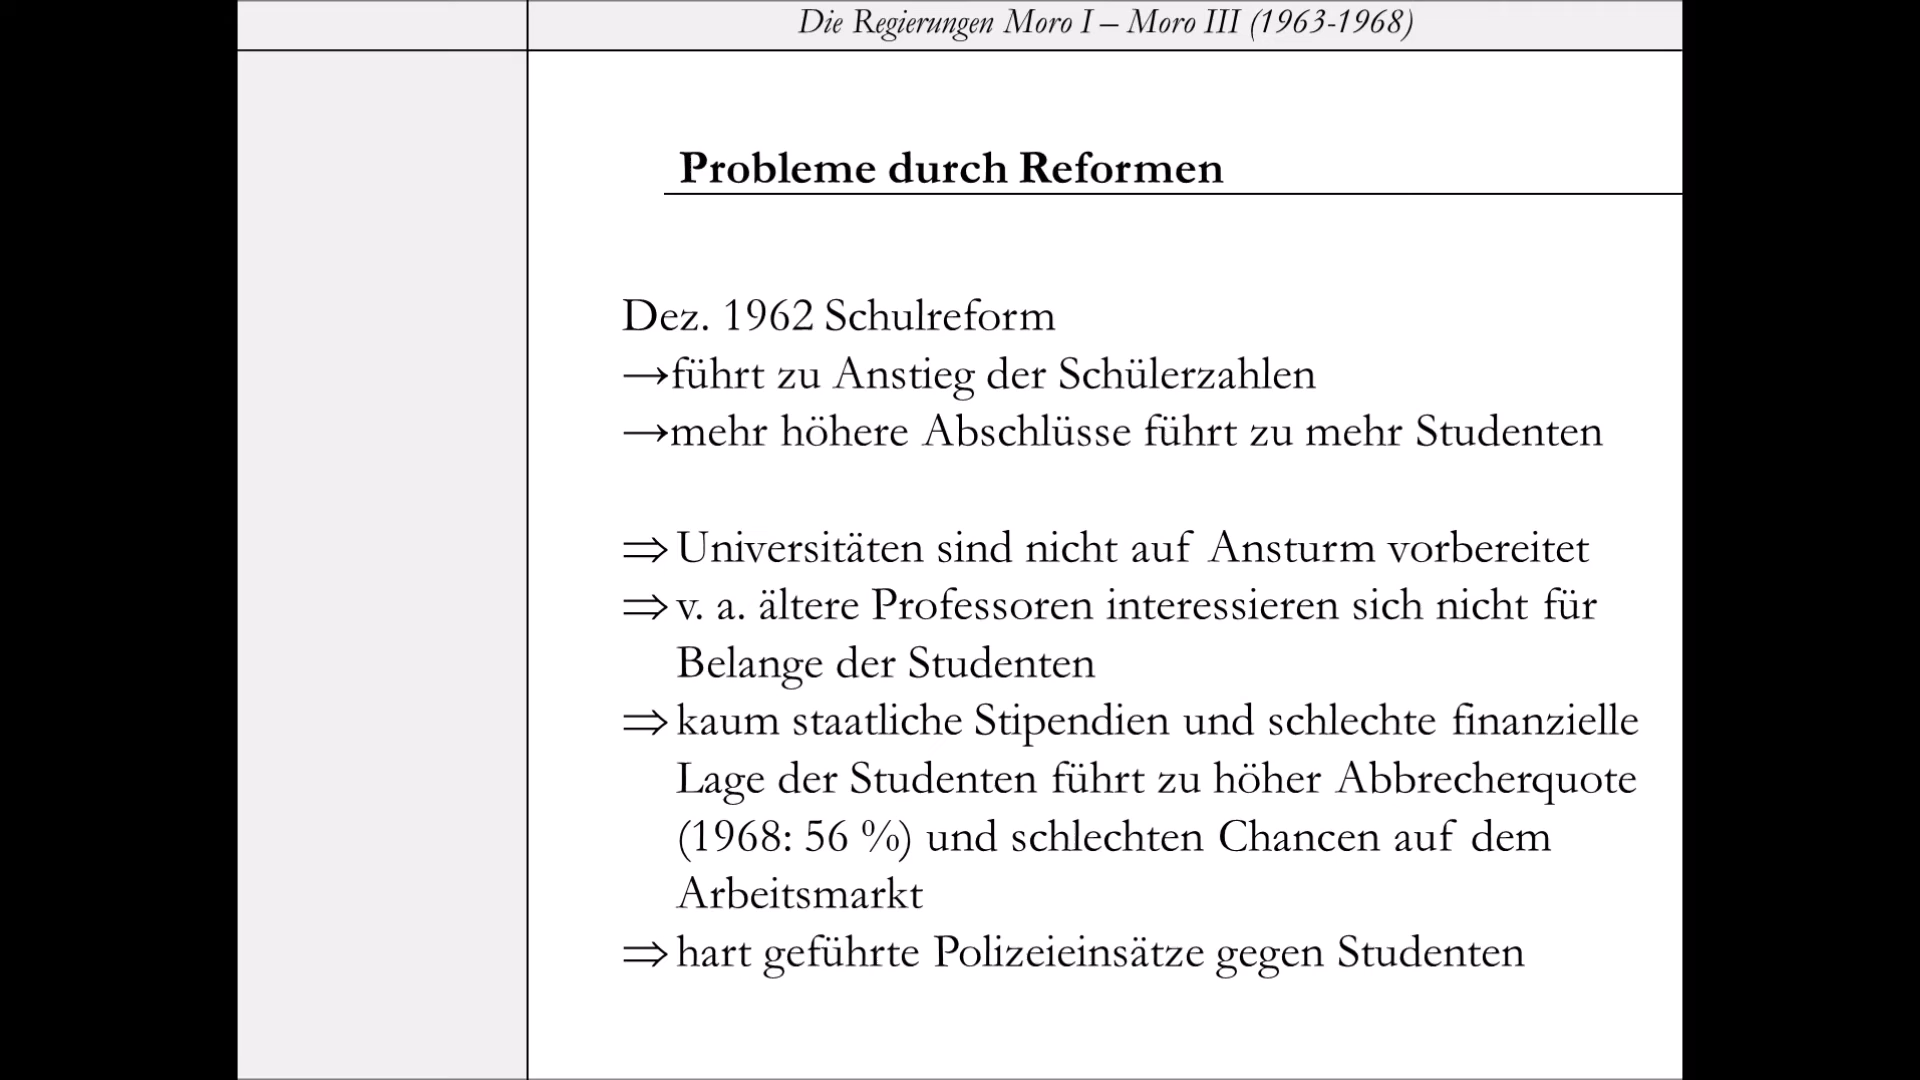 Die Regierungen Moro I – Moro III (1963-1968)
Probleme durch Reformen
Dez. 1962 Schulreform
→führt zu Anstieg der Schülerzahlen
→mehr höhere Abschlüsse führt zu mehr Studenten
⇒ Universitäten sind nicht auf Ansturm vorbereitet
⇒ v. a. ältere Professoren interessieren sich nicht für
Belange der Studenten
⇒ kaum staatliche Stipendien und schlechte finanzielle
Lage der Studenten führt zu höher Abbrecherquote
(1968: 56 %) und schlechten Chancen auf dem
Arbeitsmarkt
⇒ hart geführte Polizeieinsätze gegen Studenten